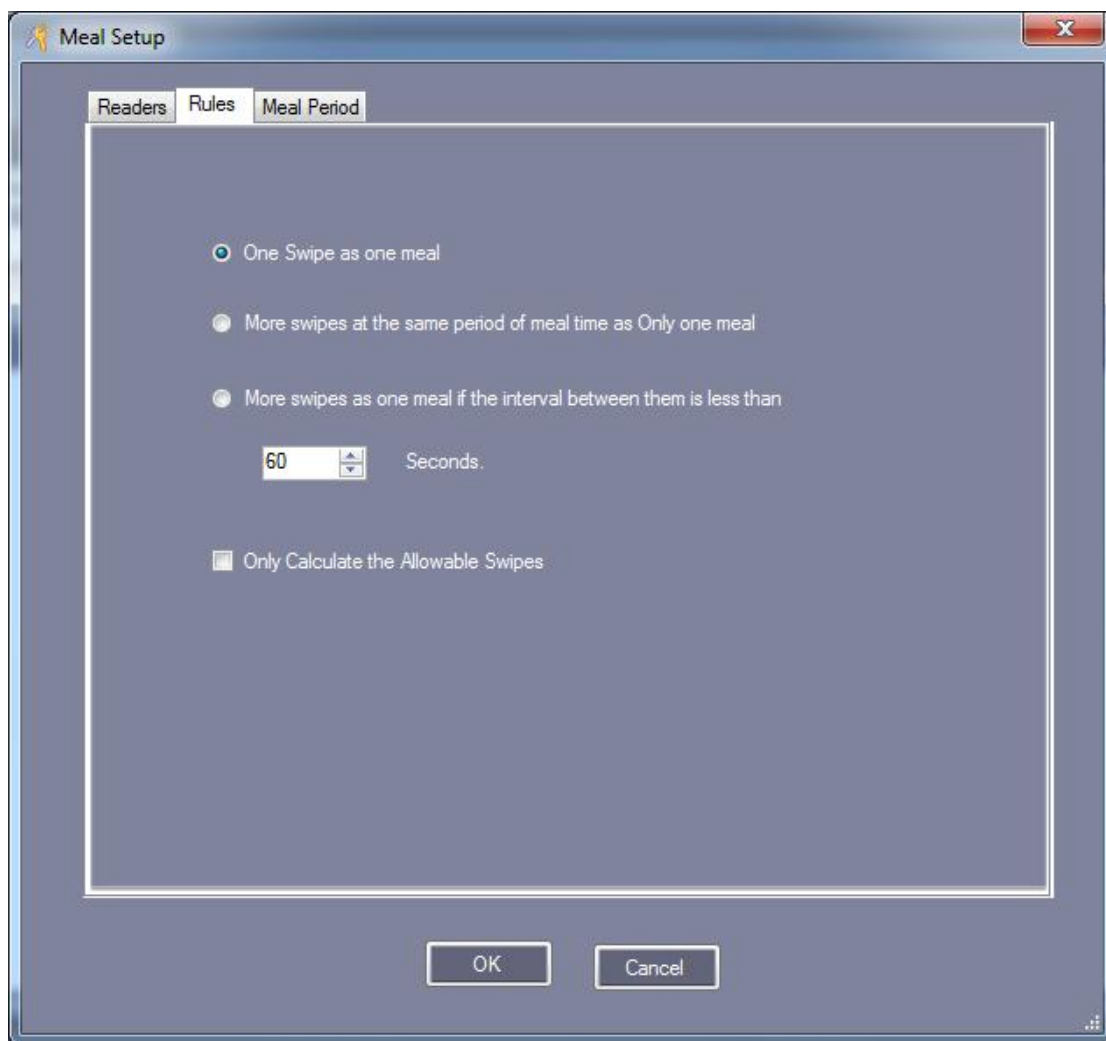 Meal Setup
Readers Rules Meal Period
One Swipe as one meal
More swipes at the same period of meal time as Only one meal
More swipes as one meal if the interval between them is less than
60 Seconds.
Only Calculate the Allowable Swipes
OK Cancel